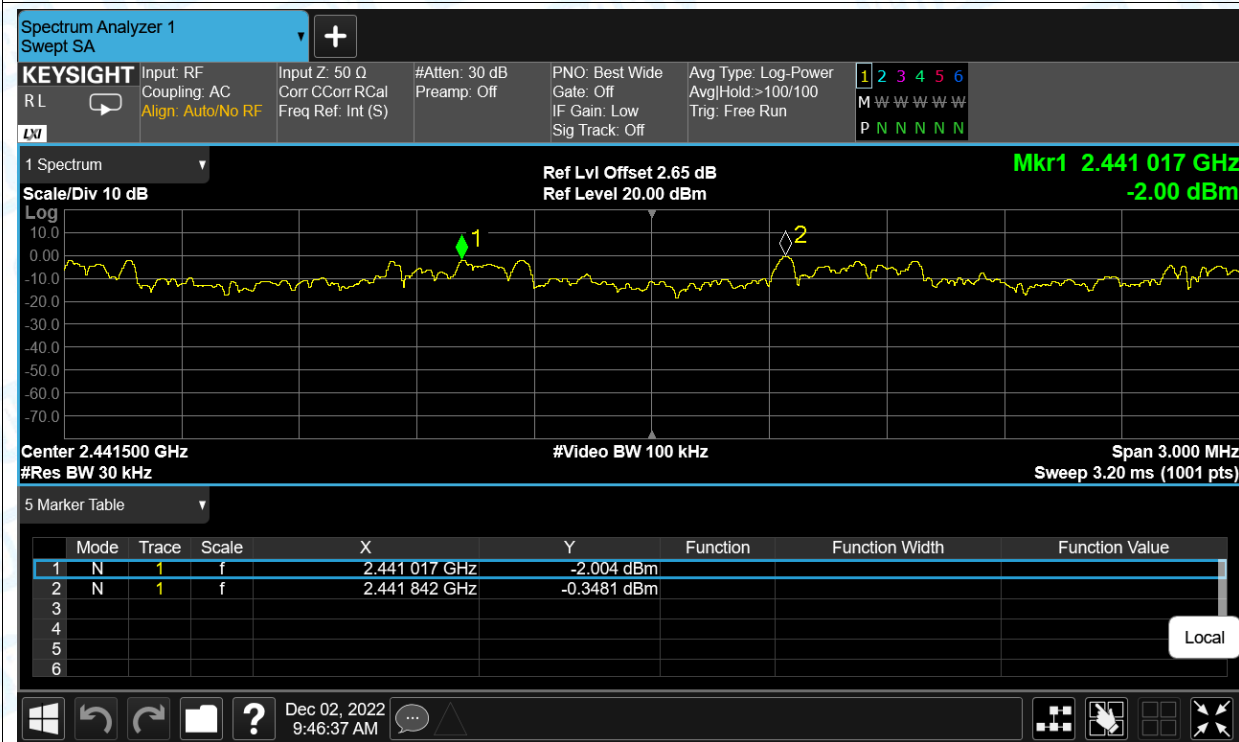 Spectrum Analyzer 1
Swept SA
KEYSIGHT
R L
LXI
Input: RF
Coupling: AC
Align: Auto/No RF
Input Z: 50 Ω
Corr CCorr RCal
Freq Ref: Int (S)
#Atten: 30 dB
Preamp: Off
PNO: Best Wide
Gate: Off
IF Gain: Low
Sig Track: Off
Avg Type: Log-Power
Avg|Hold:>100/100
Trig: Free Run
1 2 3 4 5 6
M W W W W W
P N N N N N
1 Spectrum
Scale/Div 10 dB
Ref Lvl Offset 2.65 dB
Ref Level 20.00 dBm
Mkr1 2.441 017 GHz
-2.00 dBm
Log
10.0
0.00
-10.0
-20.0
-30.0
-40.0
-50.0
-60.0
-70.0
1
2
Center 2.441500 GHz
#Video BW 100 kHz
Span 3.000 MHz
#Res BW 30 kHz
Sweep 3.20 ms (1001 pts)
5 Marker Table
Mode Trace Scale X Y Function Function Width Function Value
1 N 1 f 2.441 017 GHz -2.004 dBm
2 N 1 f 2.441 842 GHz -0.3481 dBm
3
4
5
6
Local
?
Dec 02, 2022
9:46:37 AM